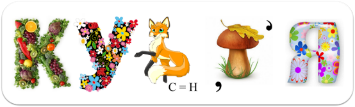 Ку , ’ Я
С = Н